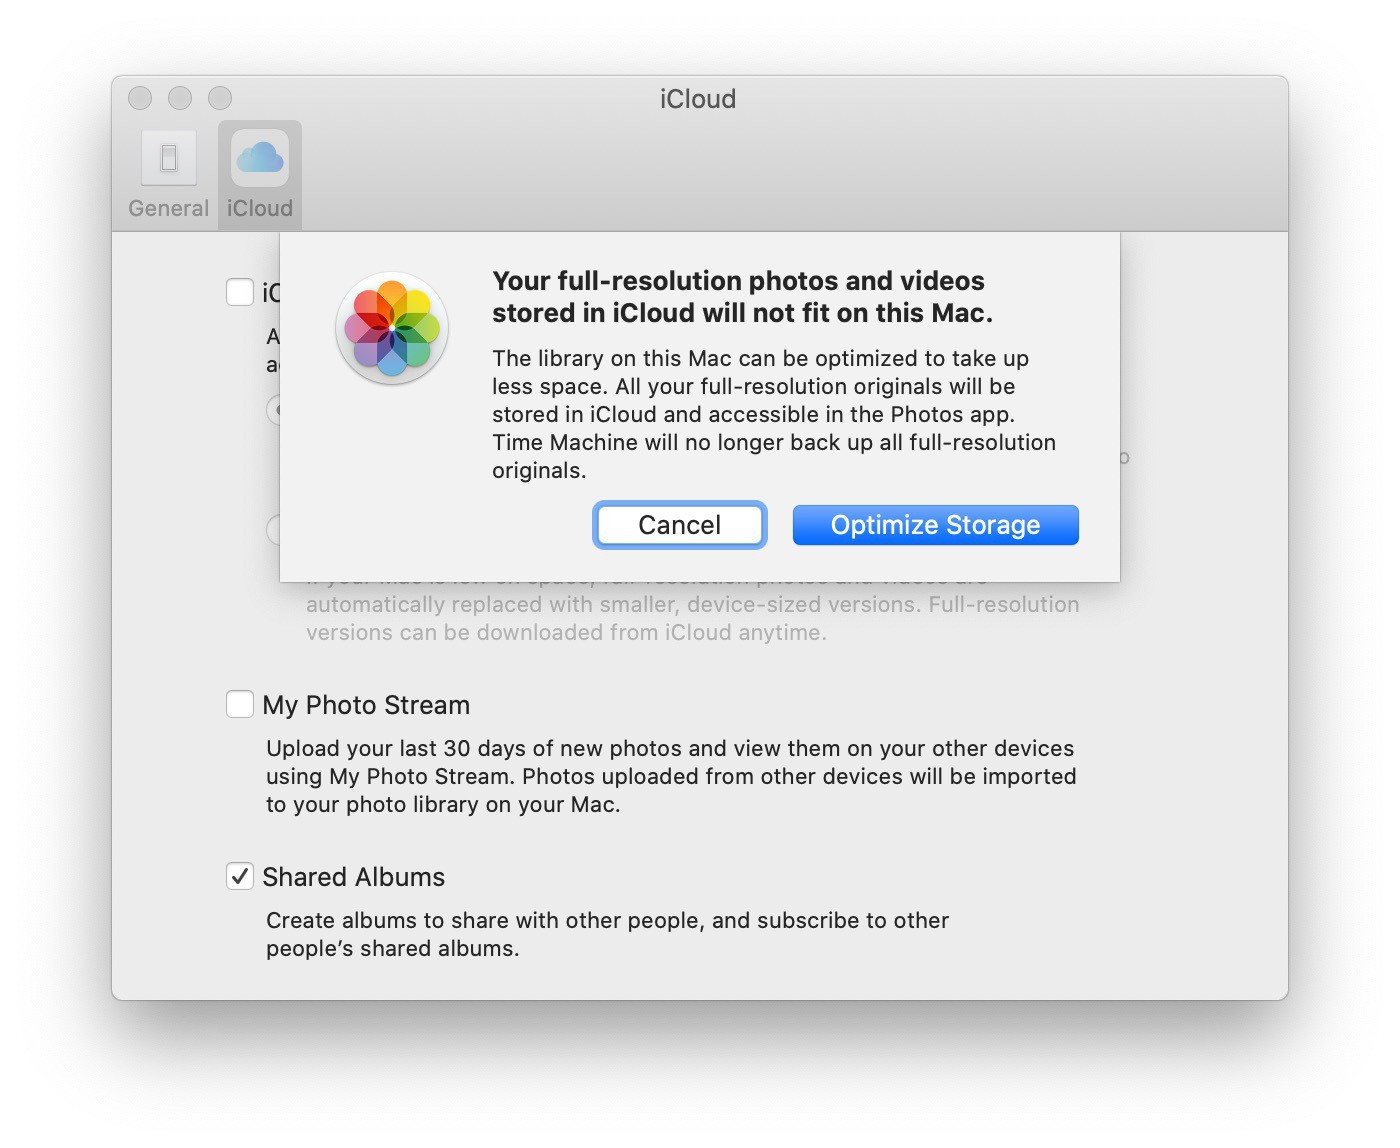 iCloud
General
iCloud
Your full-resolution photos and videos
stored in iCloud will not fit on this Mac.
The library on this Mac can be optimized to take up
less space. All your full-resolution originals will be
stored in iCloud and accessible in the Photos app.
Time Machine will no longer back up all full-resolution
originals.
Cancel
Optimize Storage
automatically replaced with smaller, device-sized versions. Full-resolution
versions can be downloaded from iCloud anytime.
My Photo Stream
Upload your last 30 days of new photos and view them on your other devices
using My Photo Stream. Photos uploaded from other devices will be imported
to your photo library on your Mac.
Shared Albums
Create albums to share with other people, and subscribe to other
people’s shared albums.